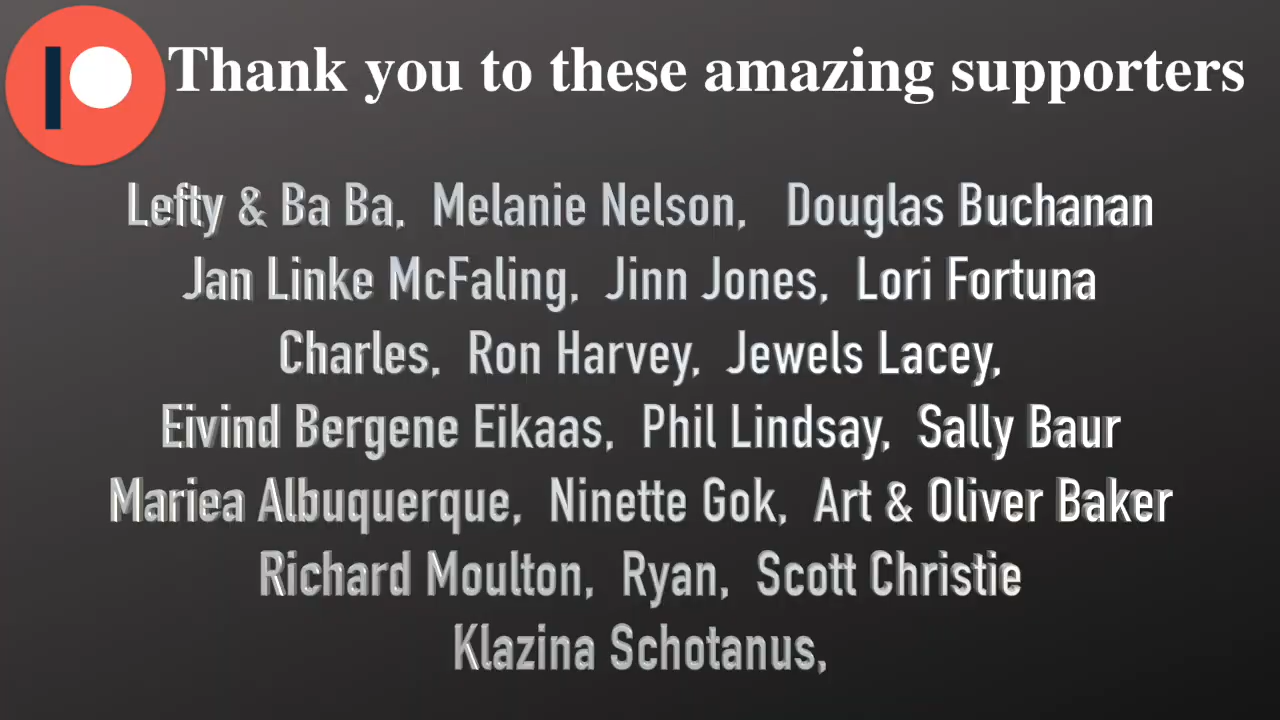 Thank you to these amazing supporters
Lefty & Ba Ba, Melanie Nelson, Douglas Buchanan
Jan Linke McFaling, Jinn Jones, Lori Fortuna
Charles, Ron Harvey, Jewels Lacey,
Eivind Bergene Eikaas, Phil Lindsay, Sally Baur
Mariea Albuquerque, Ninette Gok, Art & Oliver Baker
Richard Moulton, Ryan, Scott Christie
Klazina Schotanus,